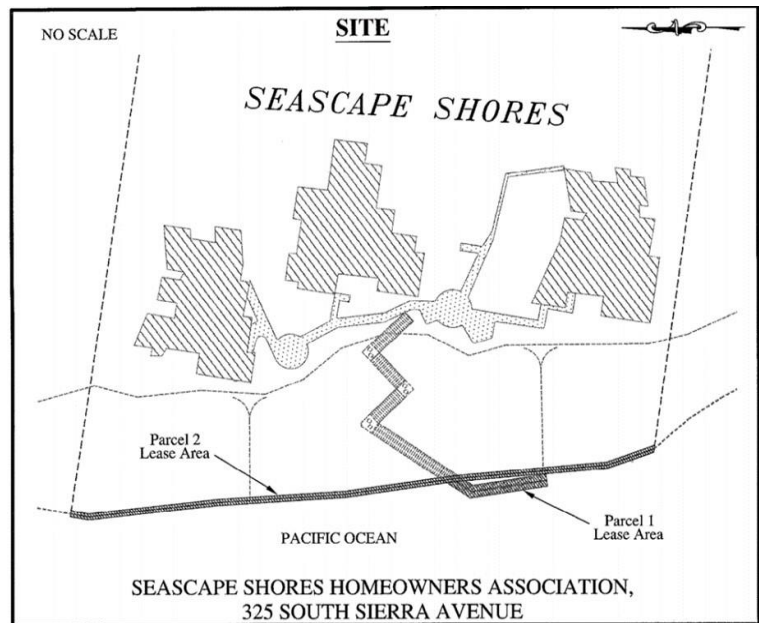 NO SCALE
SITE
SEASCAPE SHORES
Parcel 2
Lease Area
Parcel 1
Lease Area
PACIFIC OCEAN
SEASCAPE SHORES HOMEOWNERS ASSOCIATION,
325 SOUTH SIERRA AVENUE